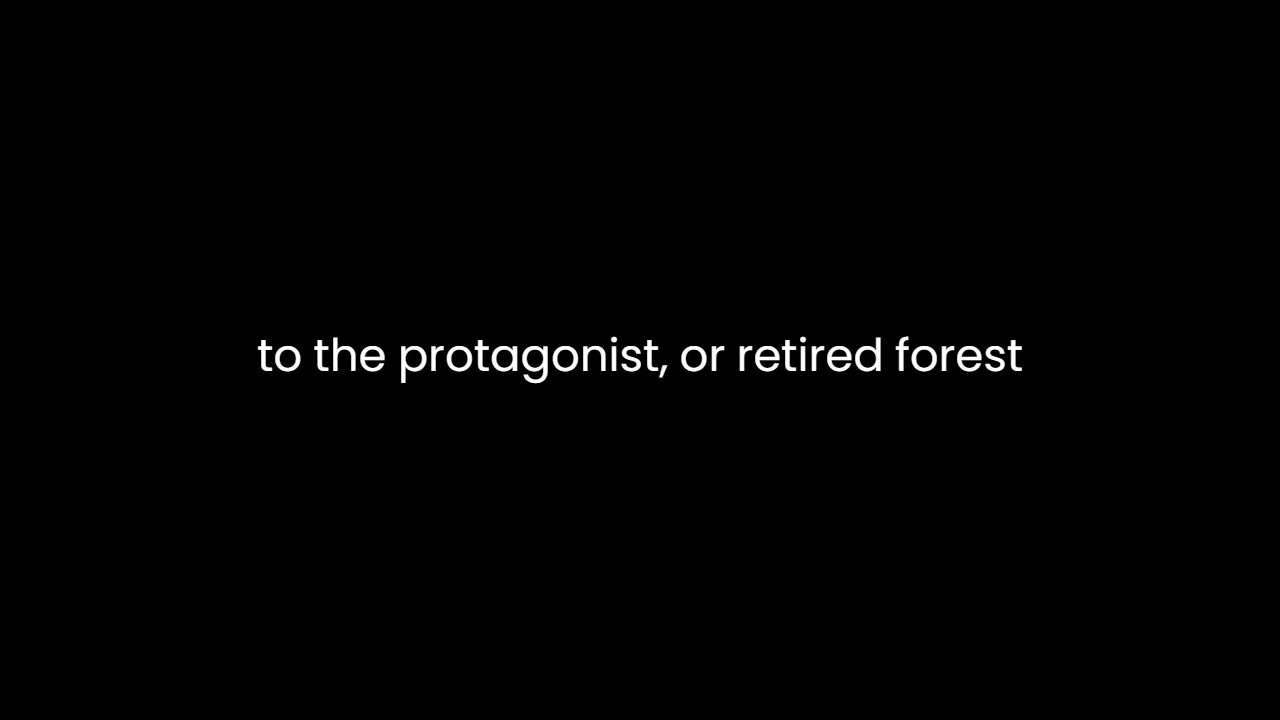 to the protagonist, or retired forest